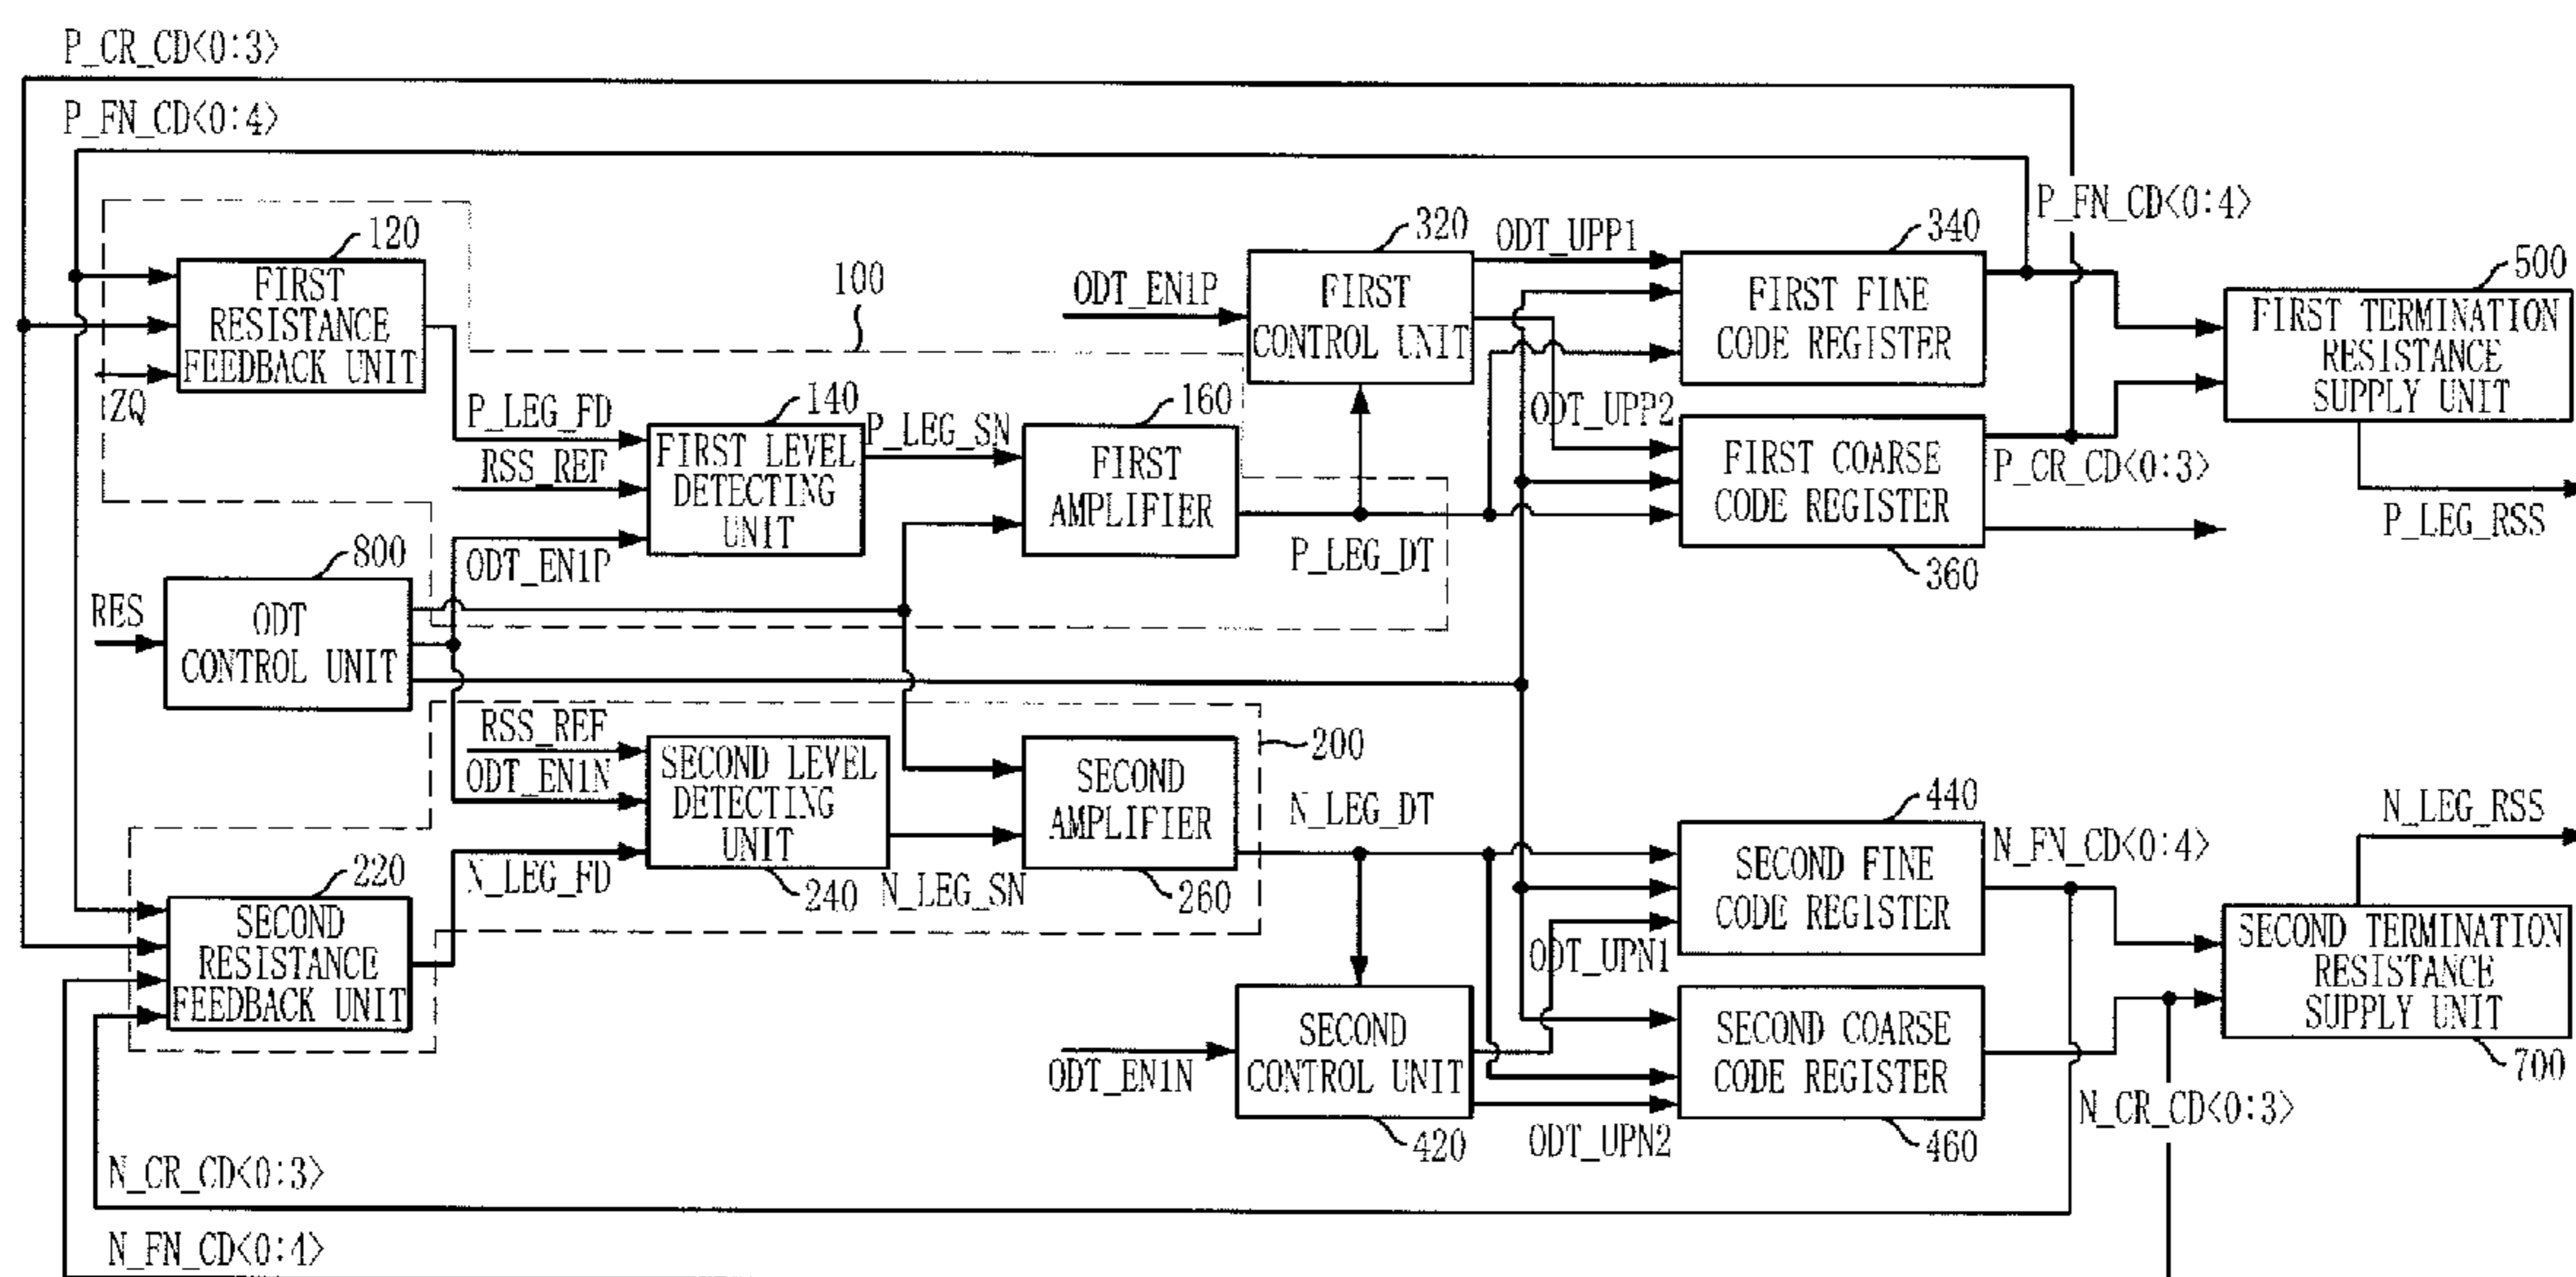 P_CR_CD<0:3>
P_FN_CD<0:4>
P_FN_CD<0:4>
120
FIRST
RESISTANCE
FEEDBACK UNIT
ZQ
100
P_LEG_FD
RSS_REF
ODT_EN1P
140
FIRST LEVEL
DETECTING
UNIT
P_LEG_SN
160
FIRST
AMPLIFIER
P_LEG_DT
ODT_EN1P
320
FIRST
CONTROL UNIT
ODT_UPP1
ODT_UPP2
340
FIRST FINE
CODE REGISTER
FIRST COARSE
CODE REGISTER
360
P_CR_CD<0:3>
500
FIRST TERMINATION
RESISTANCE
SUPPLY UNIT
P_LEG_RSS
RES
800
ODT
CONTROL UNIT
RSS_REF
ODT_EN1N
N_LEG_FD
SECOND LEVEL
DETECTING
UNIT
240
N_LEG_SN
SECOND
AMPLIFIER
260
200
N_LEG_DT
220
SECOND
RESISTANCE
FEEDBACK UNIT
ODT_EN1N
SECOND
CONTROL UNIT
420
ODT_UPN1
ODT_UPN2
440
SECOND FINE
CODE REGISTER
SECOND COARSE
CODE REGISTER
460
N_FN_CD<0:4>
N_LEG_RSS
SECOND TERMINATION
RESISTANCE
SUPPLY UNIT
700
N_CR_CD<0:3>
N_CR_CD<0:3>
N_FN_CD<0:4>